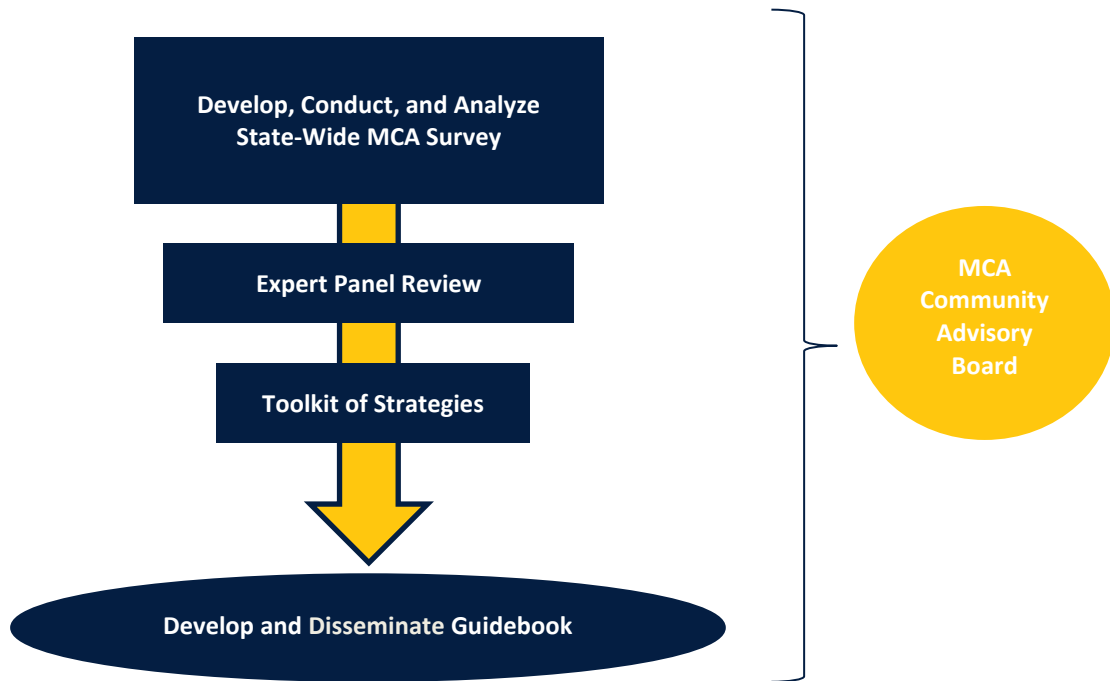 Develop, Conduct, and Analyze
State-Wide MCA Survey
Expert Panel Review
Toolkit of Strategies
Develop and Disseminate Guidebook
MCA
Community
Advisory
Board